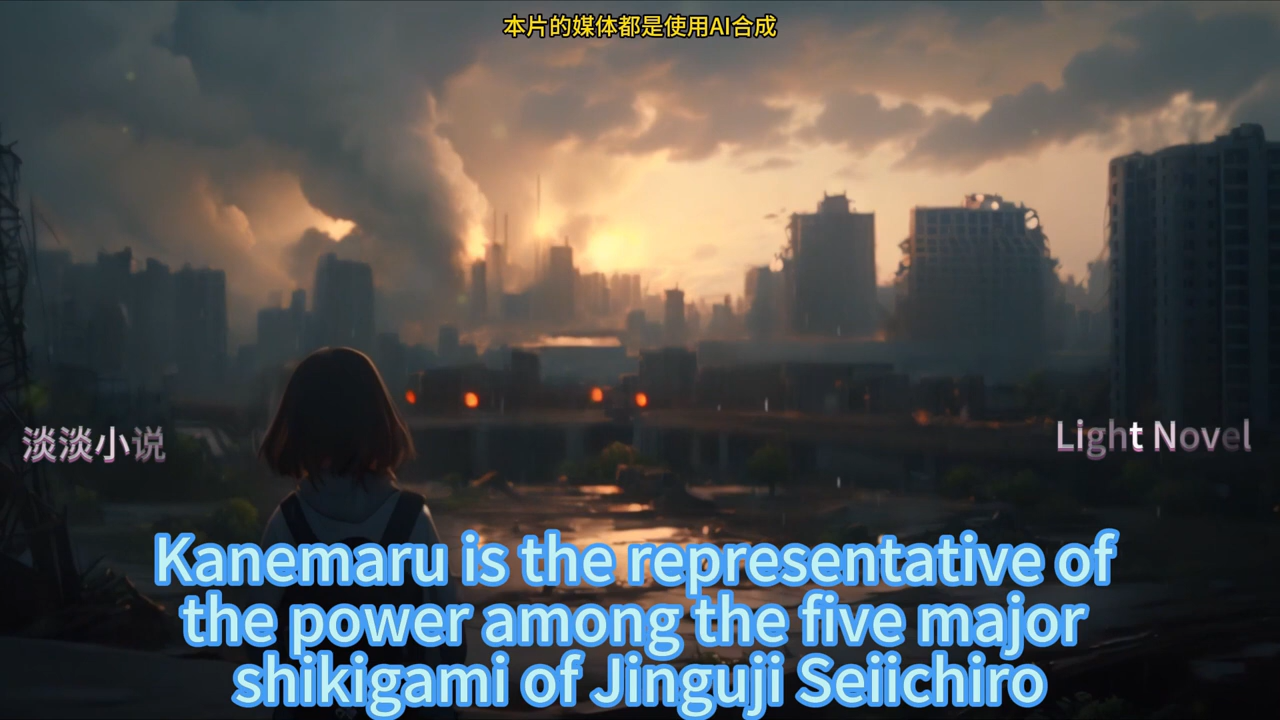 本片的媒体都是使用AI合成
淡淡小说
Light Novel
Kanemaru is the representative of
the power among the five major
shikigami of Jinguji Seiichiro